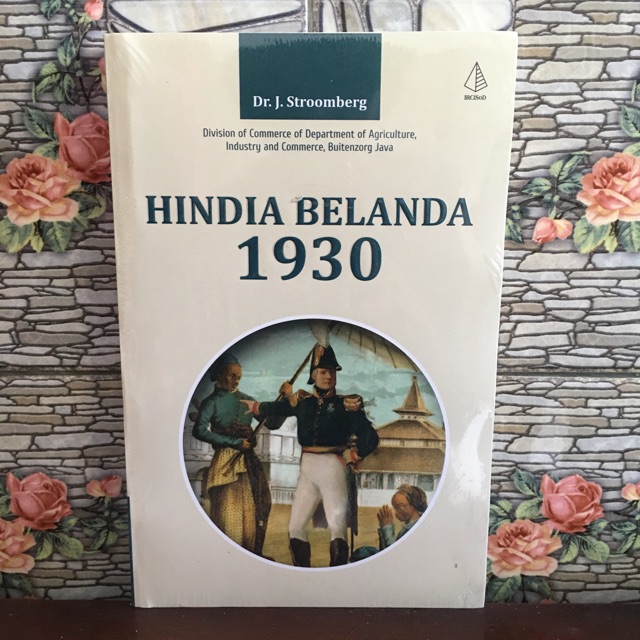 Dr. J. Stroomberg
IRCiSoD
Division of Commerce of Department of Agriculture,
Industry and Commerce, Buitenzorg Java
HINDIA BELANDA
1930